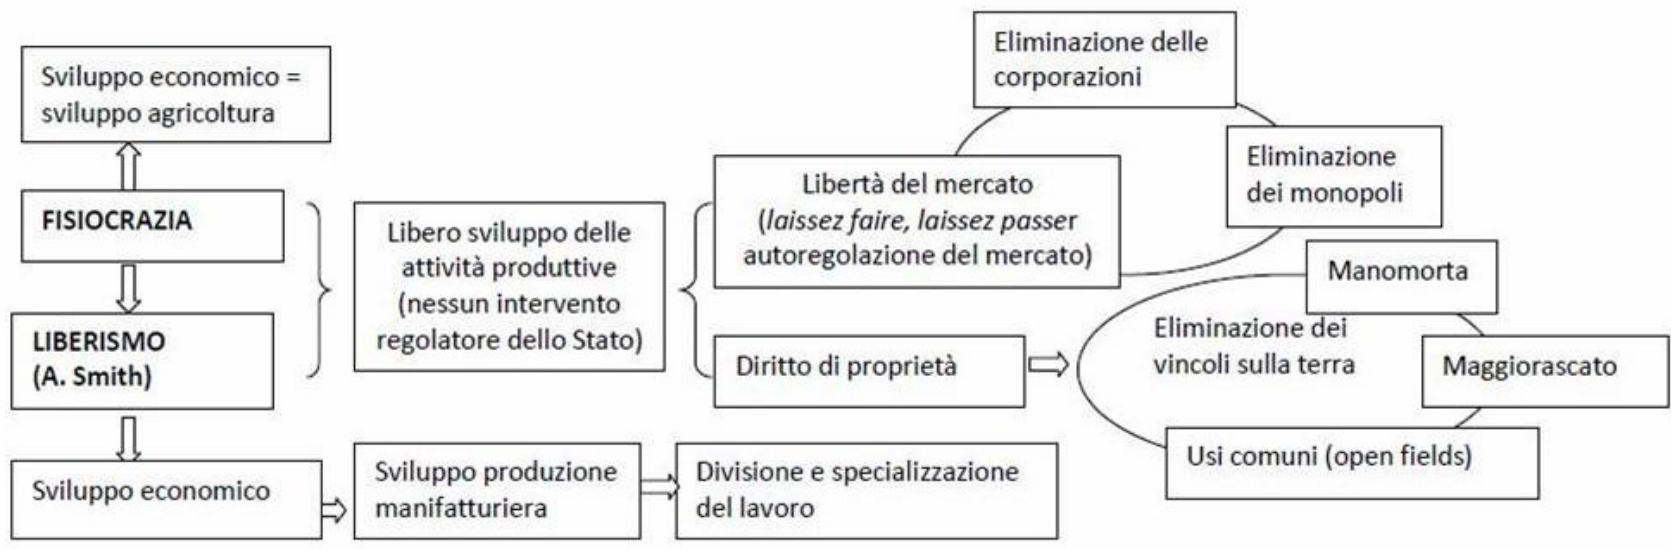 Sviluppo economico =
sviluppo agricoltura
FISIOCRAZIA
LIBERISMO
(A. Smith)
Sviluppo economico
Libero sviluppo delle
attività produttive
(nessun intervento
regolatore dello Stato)
Sviluppo produzione
manifatturiera
Divisione e specializzazione
del lavoro
Libertà del mercato
(laissez faire, laissez passer
autoregolazione del mercato)
Diritto di proprietà
Eliminazione delle
corporazioni
Eliminazione
dei monopoli
Eliminazione dei
vincoli sulla terra
Manomorta
Maggiorascato
Usi comuni (open fields)